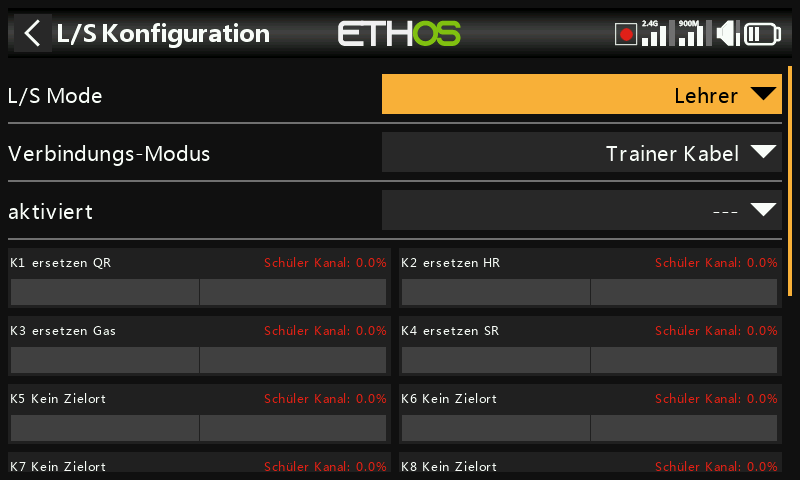 L/S Konfiguration ETHOS 2.4G 900M
L/S Mode Lehrer
Verbindungs-Modus Trainer Kabel
aktiviert ---
K1 ersetzen QR Schüler Kanal: 0.0% K2 ersetzen HR Schüler Kanal: 0.0%
K3 ersetzen Gas Schüler Kanal: 0.0% K4 ersetzen SR Schüler Kanal: 0.0%
K5 Kein Zielort Schüler Kanal: 0.0% K6 Kein Zielort Schüler Kanal: 0.0%
K7 Kein Zielort Schüler Kanal: 0.0% K8 Kein Zielort Schüler Kanal: 0.0%